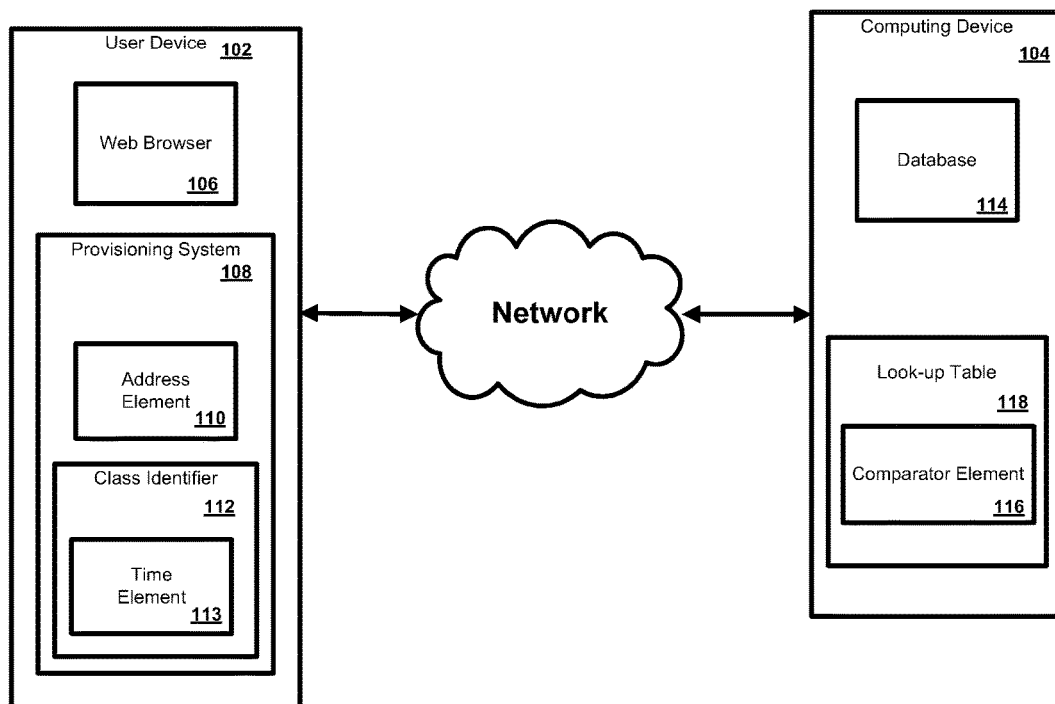 User Device
102
Web Browser
106
Provisioning System
108
Address
Element
110
Class Identifier
112
Time
Element
113
Network
Computing Device
104
Database
114
Look-up Table
118
Comparator Element
116